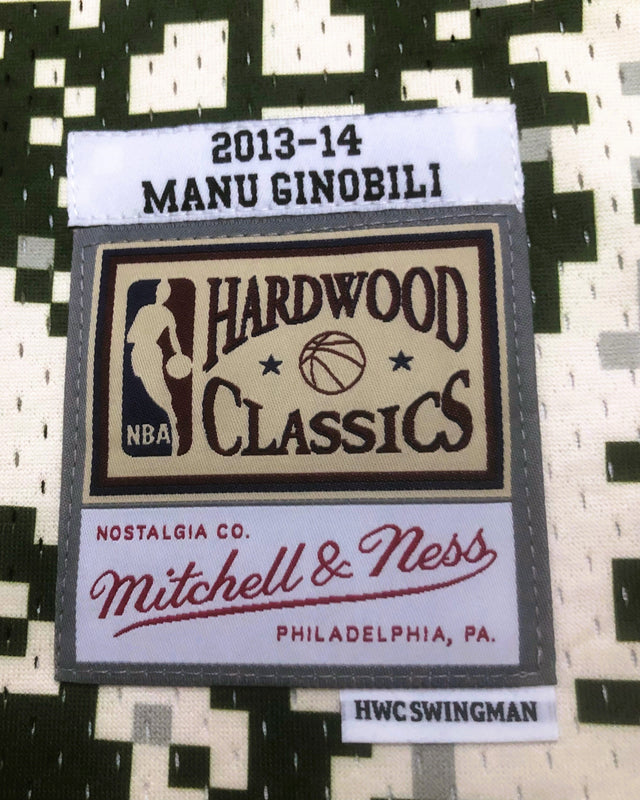 2013-14
MANU GINOBILI
HARDWOOD
CLASSICS
NBA
NOSTALGIA CO.
Mitchell & Ness
PHILADELPHIA, PA.
HWC SWINGMAN